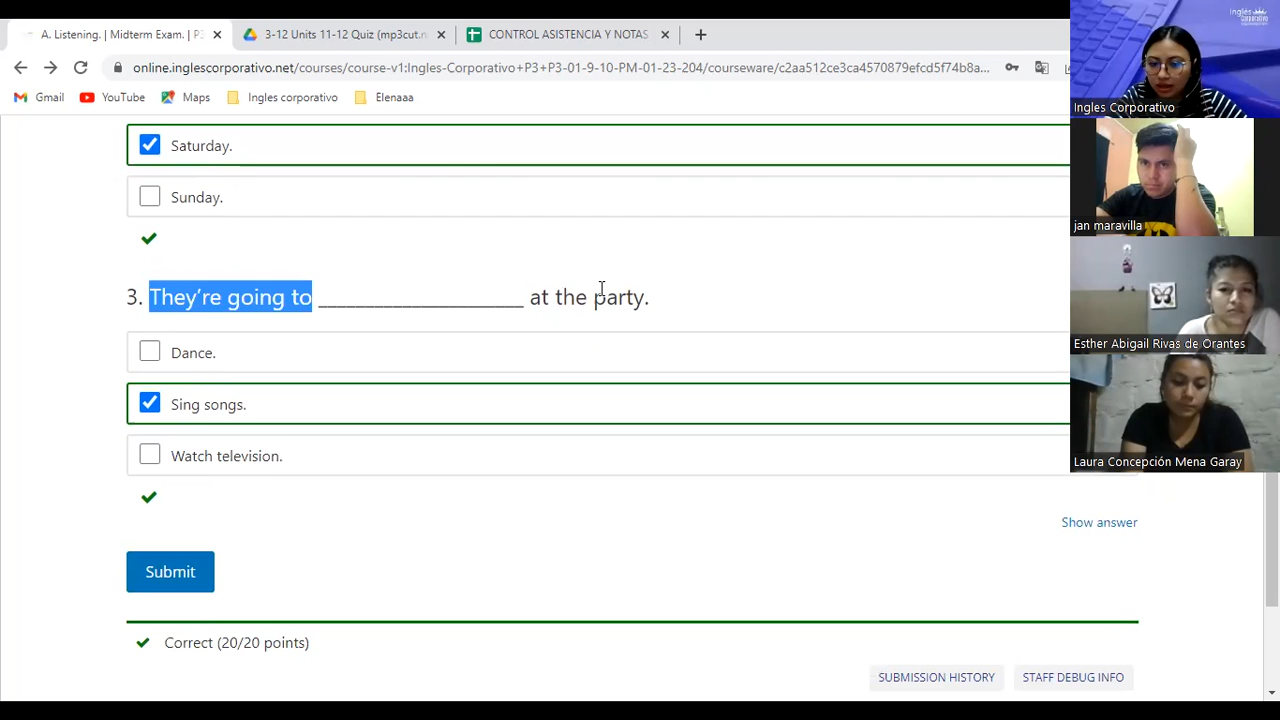 A. Listening. | Midterm Exam. | P3
3-12 Units 11-12 Quiz (mp3cut.n
CONTROL ASISTENCIA Y NOTAS
online.inglescorporativo.net/courses/course-v1:Ingles-Corporativo+P3+P3-01-9-10-PM-01-23-204/courseware/c2aa512ce3ca4570879efcd5f74b8a...
Gmail
YouTube
Maps
Ingles corporativo
Elenaaa
Inglés
Corporativo
Ingles Corporativo
jan maravilla
Esther Abigail Rivas de Orantes
Laura Concepción Mena Garay
Saturday.
Sunday.
3. They're going to ____________________ at the party.
Dance.
Sing songs.
Watch television.
Show answer
Submit
Correct (20/20 points)
SUBMISSION HISTORY
STAFF DEBUG INFO